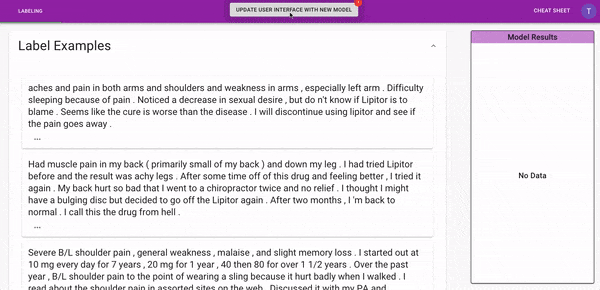 LABELING
UPDATE USER INTERFACE WITH NEW MODEL
CHEAT SHEET
T
Label Examples
aches and pain in both arms and shoulders and weakness in arms , especially left arm . Difficulty
sleeping because of pain . Noticed a decrease in sexual desire , but do n't know if Lipitor is to
blame . Seems like the cure is worse than the disease . I will discontinue using lipitor and see if
the pain goes away .
...
Had muscle pain in my back ( primarily small of my back ) and down my leg . I had tried Lipitor
before and the result was achy legs . After some time off of this drug and feeling better , I tried it
again . My back hurt so bad that I went to a chiropractor twice and no relief . I thought I might
have a bulging disc but decided to go off the Lipitor again . After two months , I 'm back to
normal . I call this the drug from hell .
...
Severe B/L shoulder pain , general weakness , malaise , and slight memory loss . I started out at
10 mg every day for 7 years , 20 mg for 1 year , 40 then 80 for over 1 1/2 years . Over the past
year , B/L shoulder pain to the point of wearing a sling because it hurt badly when I walked . I
read about the shoulder pain in assorted sites on the web . Discussed it with my PA and
Model Results
No Data